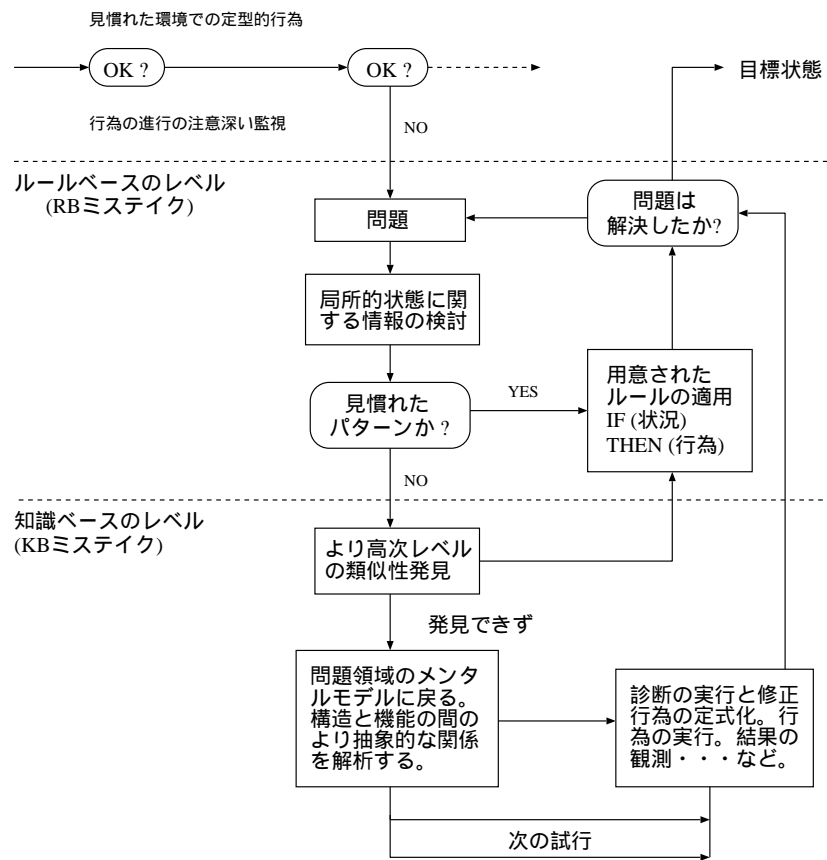 見慣れた環境での定型的行為
OK ?
OK ?
目標状態
行為の進行の注意深い監視
NO
ルールベースのレベル
(RBミステイク)
問題は
解決したか?
問題
局所的状態に関
する情報の検討
用意された
ルールの適用
IF (状況)
THEN (行為)
YES
見慣れた
パターンか ?
NO
知識ベースのレベル
(KBミステイク)
より高次レベル
の類似性発見
発見できず
問題領域のメンタ
ルモデルに戻る。
構造と機能の間の
より抽象的な関係
を解析する。
診断の実行と修正
行為の定式化。行
為の実行。結果の
観測・・・など。
次の試行